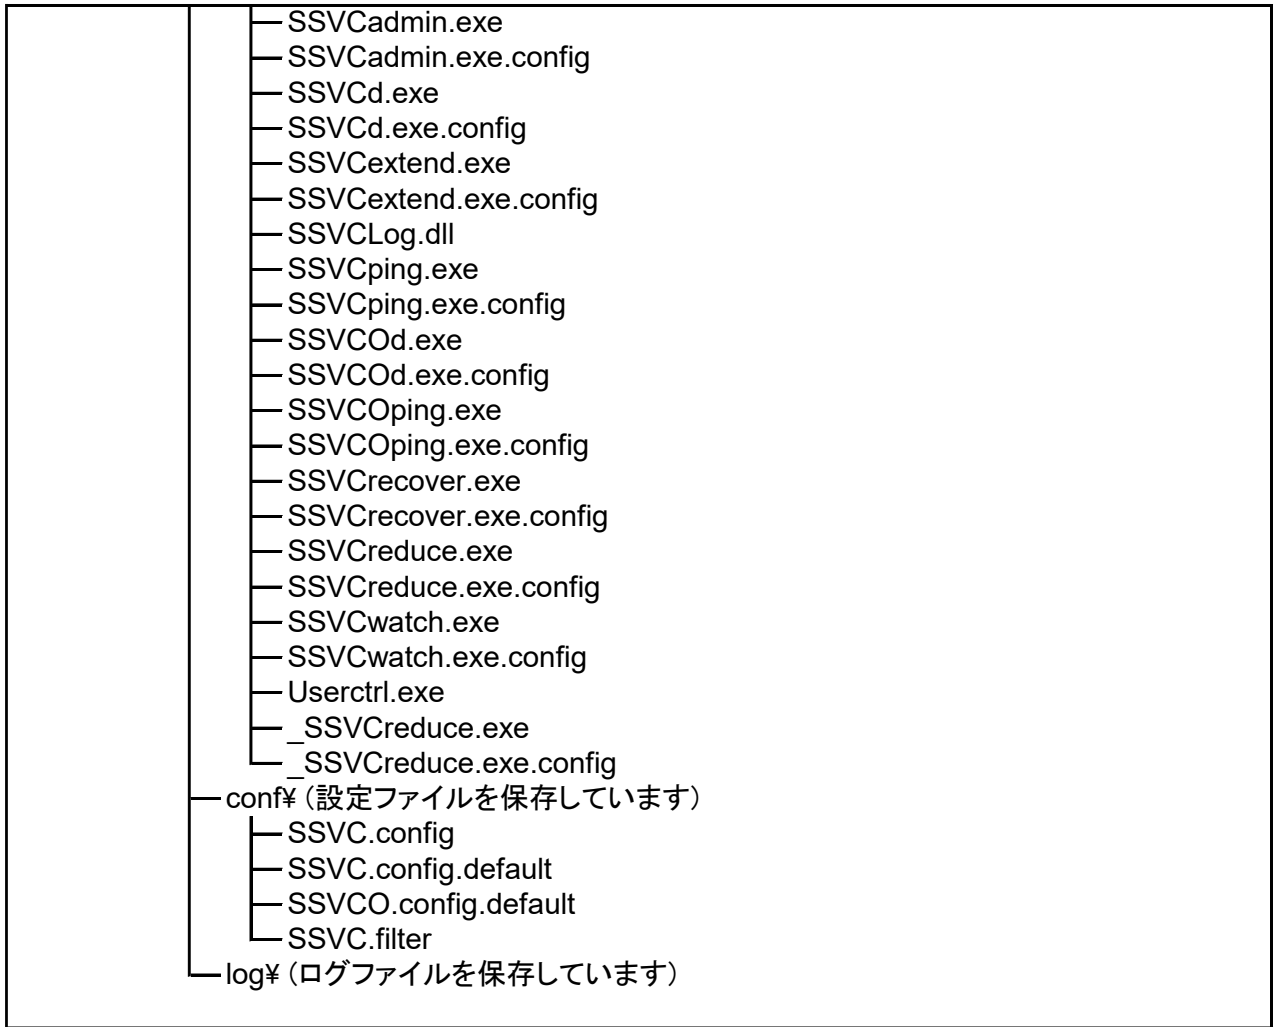 SSVCadmin.exe
SSVCadmin.exe.config
SSVCd.exe
SSVCd.exe.config
SSVCextend.exe
SSVCextend.exe.config
SSVCLog.dll
SSVCping.exe
SSVCping.exe.config
SSVCOd.exe
SSVCOd.exe.config
SSVCOping.exe
SSVCOping.exe.config
SSVCrecover.exe
SSVCrecover.exe.config
SSVCreduce.exe
SSVCreduce.exe.config
SSVCwatch.exe
SSVCwatch.exe.config
Userctrl.exe
_SSVCreduce.exe
_SSVCreduce.exe.config
conf¥ (設定ファイルを保存しています)
SSVC.config
SSVC.config.default
SSVCO.config.default
SSVC.filter
log¥ (ログファイルを保存しています)